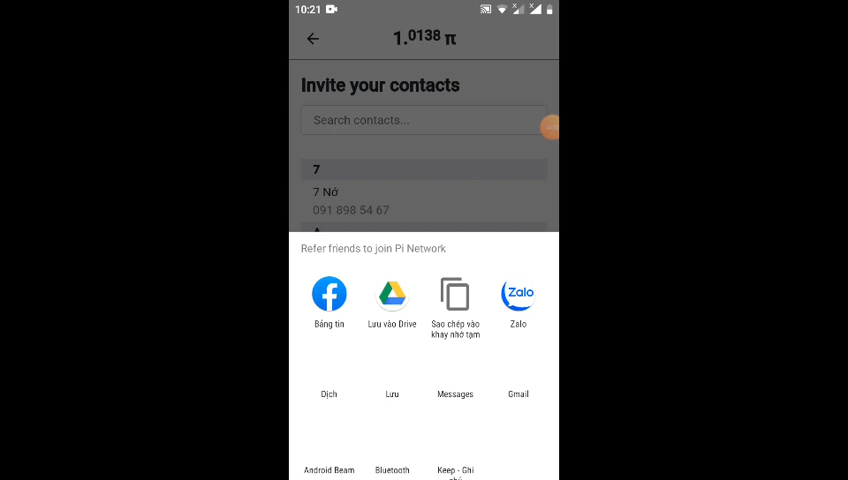 10:21
1.0138 π
Invite your contacts
Search contacts...
7
7 Nớ
091 898 54 67
Refer friends to join Pi Network
Zalo
Bảng tin
Lưu vào Drive
Sao chép vào
khay nhớ tạm
Zalo
Dịch
Lưu
Messages
Gmail
Android Beam
Bluetooth
Keep - Ghi